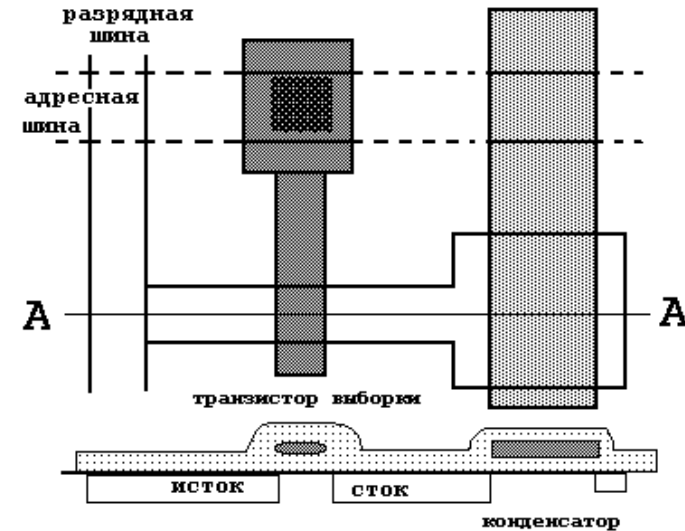 разрядная
шина
адресная
шина
А А
транзистор выборки
исток сток
конденсатор